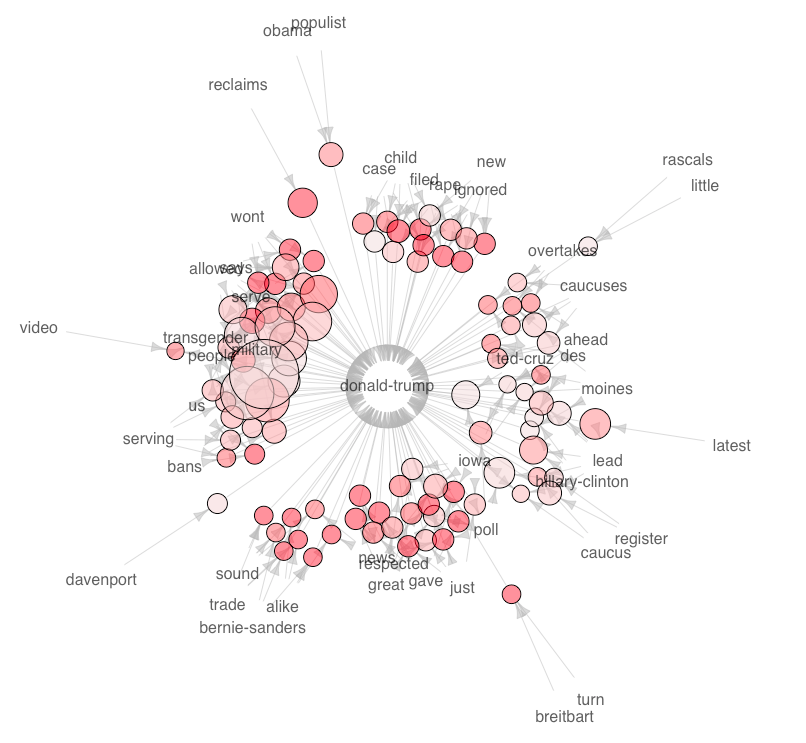 populist
obama
reclaims
child
case
new
filed
rape
ignored
rascals
little
wont
overtakes
allowed
says
caucuses
serve
video
transgender
people
military
ahead
ted-cruz
des
donald-trump
moines
us
serving
bans
latest
iowa
lead
hillary-clinton
register
caucus
poll
davenport
sound
news
respected
great
gave
just
trade
alike
bernie-sanders
turn
breitbart